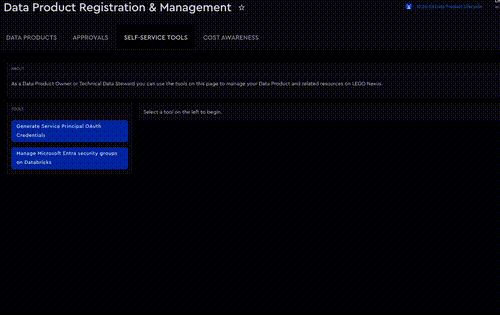 Data Product Registration & Management ☆
Product Lifecycle
DATA PRODUCTS APPROVALS SELF-SERVICE TOOLS COST AWARENESS
ABOUT
As a Data Product Owner or Technical Data Steward you can use the tools on this page to manage your Data Product and related resources on LEGO Nexus.
TOOLS
Select a tool on the left to begin.
Generate Service Principal OAuth
Credentials
Manage Microsoft Entra security groups
on Databricks